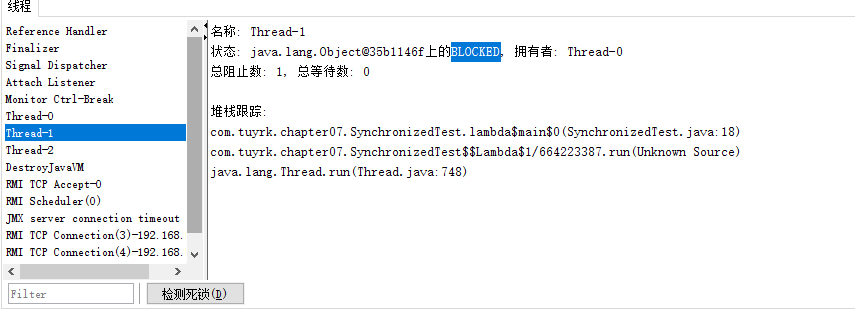 线程
Reference Handler
Finalizer
Signal Dispatcher
Attach Listener
Monitor Ctrl-Break
Thread-0
Thread-1
Thread-2
DestroyJavaVM
RMI TCP Accept-0
RMI Scheduler(0)
JMX server connection timeout
RMI TCP Connection(3)-192.168.
RMI TCP Connection(4)-192.168.
名称: Thread-1
状态: java.lang.Object@35b1146f上的BLOCKED, 拥有者: Thread-0
总阻止数: 1, 总等待数: 0
堆栈跟踪:
com.tuyrk.chapter07.SynchronizedTest.lambda$main$0(SynchronizedTest.java:18)
com.tuyrk.chapter07.SynchronizedTest$$Lambda$1/664223387.run(Unknown Source)
java.lang.Thread.run(Thread.java:748)
Filter
检测死锁(D)